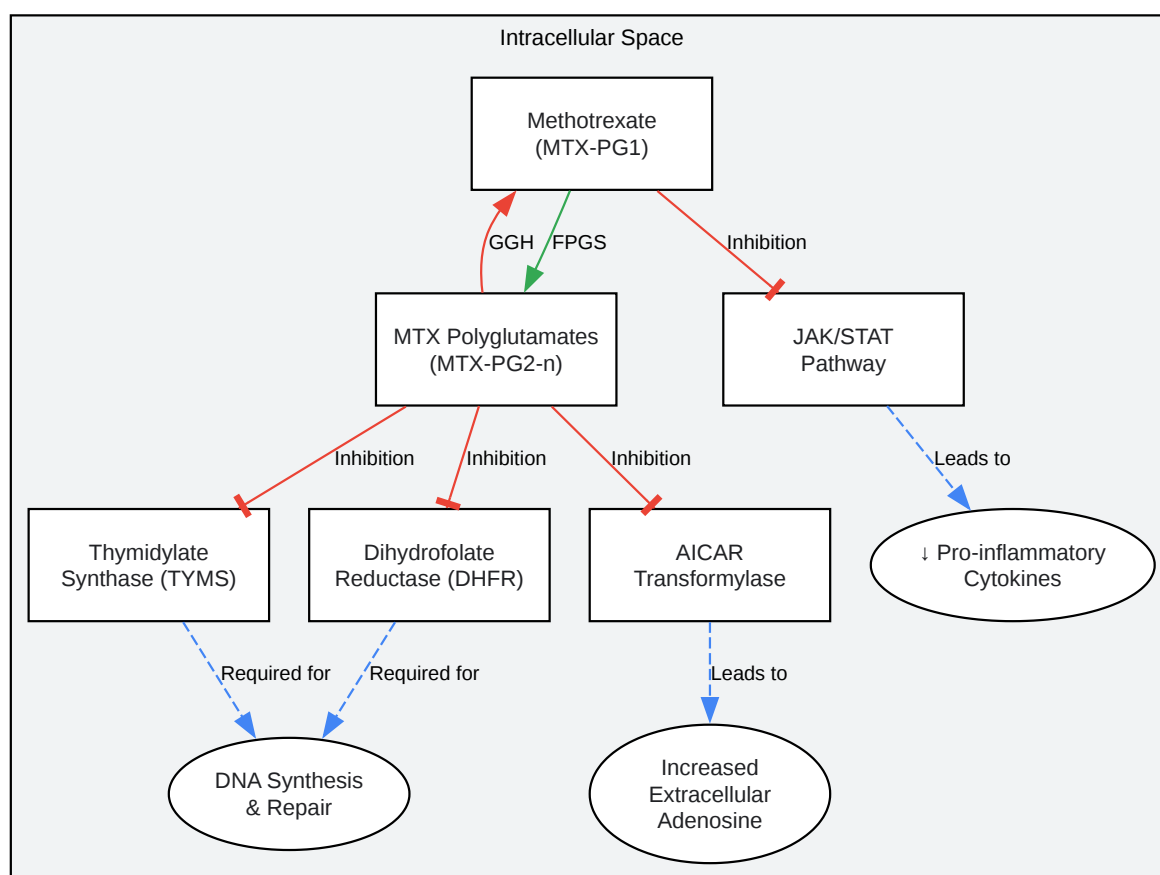 Intracellular Space
Methotrexate
(MTX-PG1)
GGH
FPGS
Inhibition
MTX Polyglutamates
(MTX-PG2-n)
JAK/STAT
Pathway
Inhibition
Inhibition
Inhibition
Leads to
Thymidylate
Synthase (TYMS)
Dihydrofolate
Reductase (DHFR)
AICAR
Transformylase
↓ Pro-inflammatory
Cytokines
Required for
Required for
Leads to
DNA Synthesis
& Repair
Increased
Extracellular
Adenosine